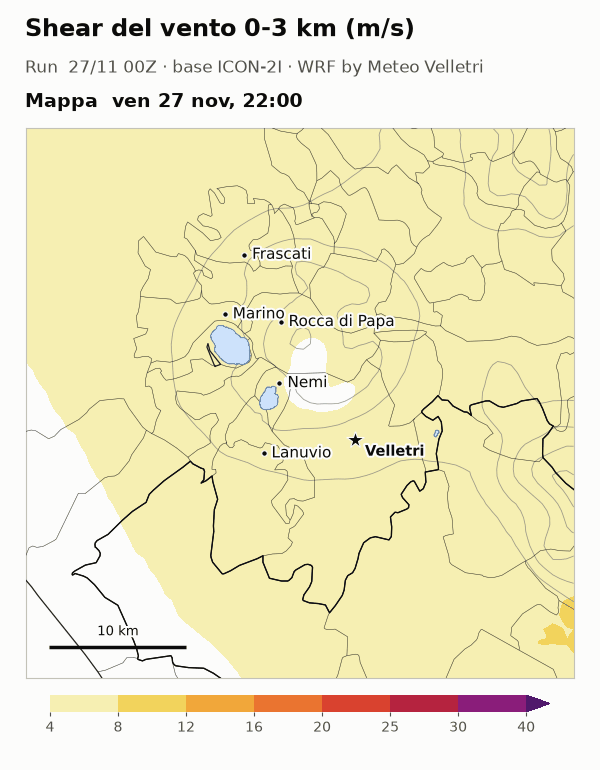 Shear del vento 0-3 km (m/s)
Run  27/11 00Z · base ICON-2I · WRF by Meteo Velletri
Mappa  ven 27 nov, 22:00
Frascati
Marino
Rocca di Papa
Nemi
Velletri
Lanuvio
10 km
4 8 12 16 20 25 30 40